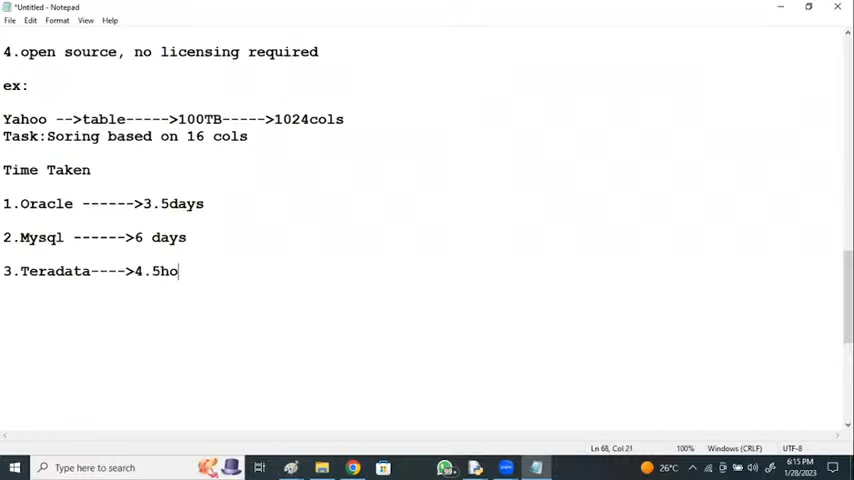 *Untitled - Notepad
File Edit Format View Help
4.open source, no licensing required
ex:
Yahoo -->table----->100TB----->1024cols
Task:Soring based on 16 cols
Time Taken
1.Oracle ------>3.5days
2.Mysql ------>6 days
3.Teradata---->4.5ho
Ln 68, Col 21 100% Windows (CRLF) UTF-8
Type here to search 99+ 26°C 6:15 PM
1/28/2023